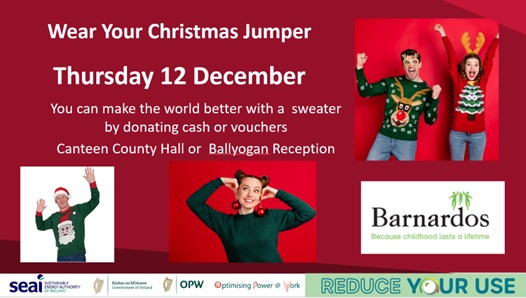 Wear Your Christmas Jumper
Thursday 12 December
You can make the world better with a sweater
by donating cash or vouchers
Canteen County Hall or Ballyogan Reception
Barnardos
Because childhood lasts a lifetime.
seai SUSTAINABLE
ENERGY AUTHORITY
OF IRELAND
Rialtas na hÉireann
Government of Ireland
OPW
Optimising Power @ Work
REDUCE YOUR USE